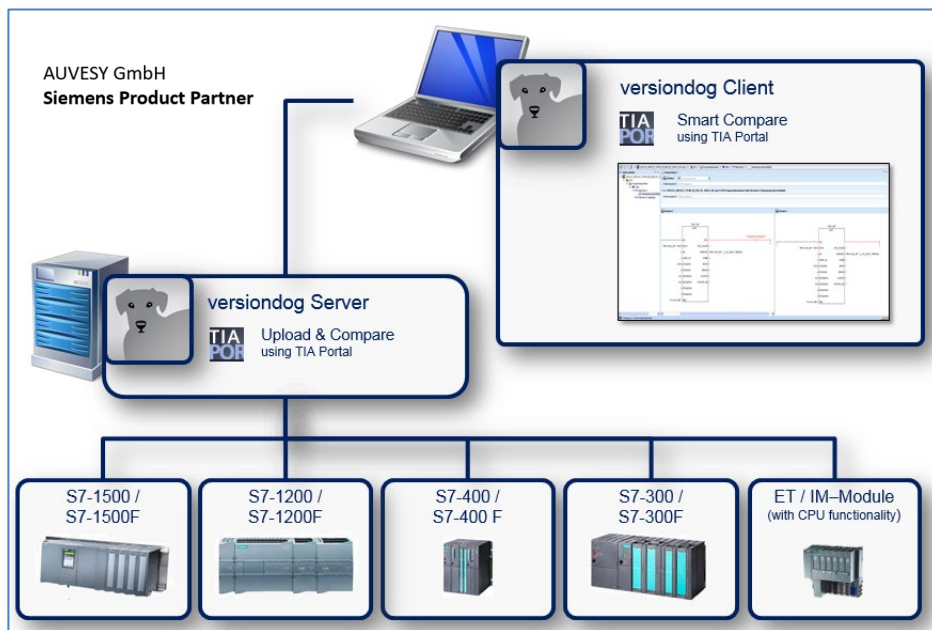 AUVESY GmbH
Siemens Product Partner
versiondog Client
TIA
POR
Smart Compare
using TIA Portal
versiondog Server
TIA
POR
Upload & Compare
using TIA Portal
S7-1500 /
S7-1500F
S7-1200 /
S7-1200F
S7-400 /
S7-400 F
S7-300 /
S7-300F
ET / IM–Module
(with CPU functionality)